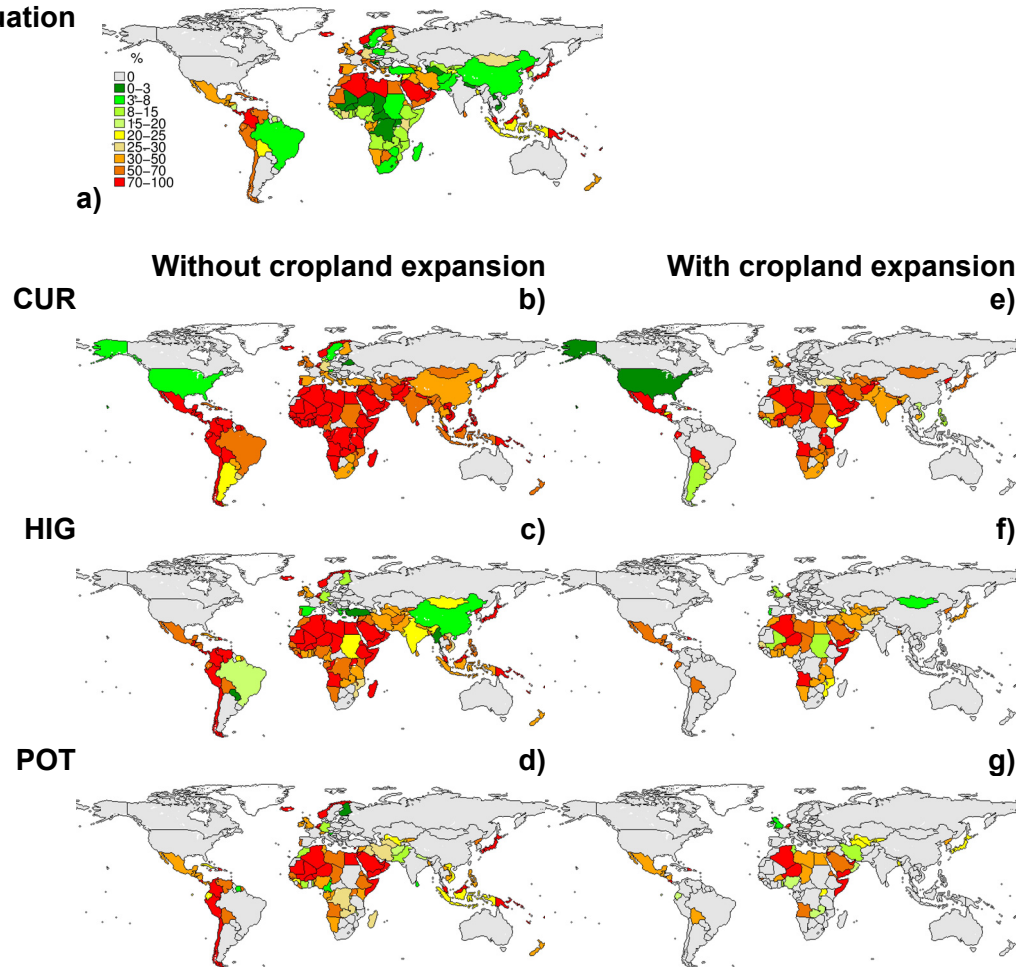 uation
%
0
0–3
3–8
8–15
15–20
20–25
25–30
30–50
50–70
70–100
a)
Without cropland expansion
With cropland expansion
CUR
b)
e)
HIG
c)
f)
POT
d)
g)